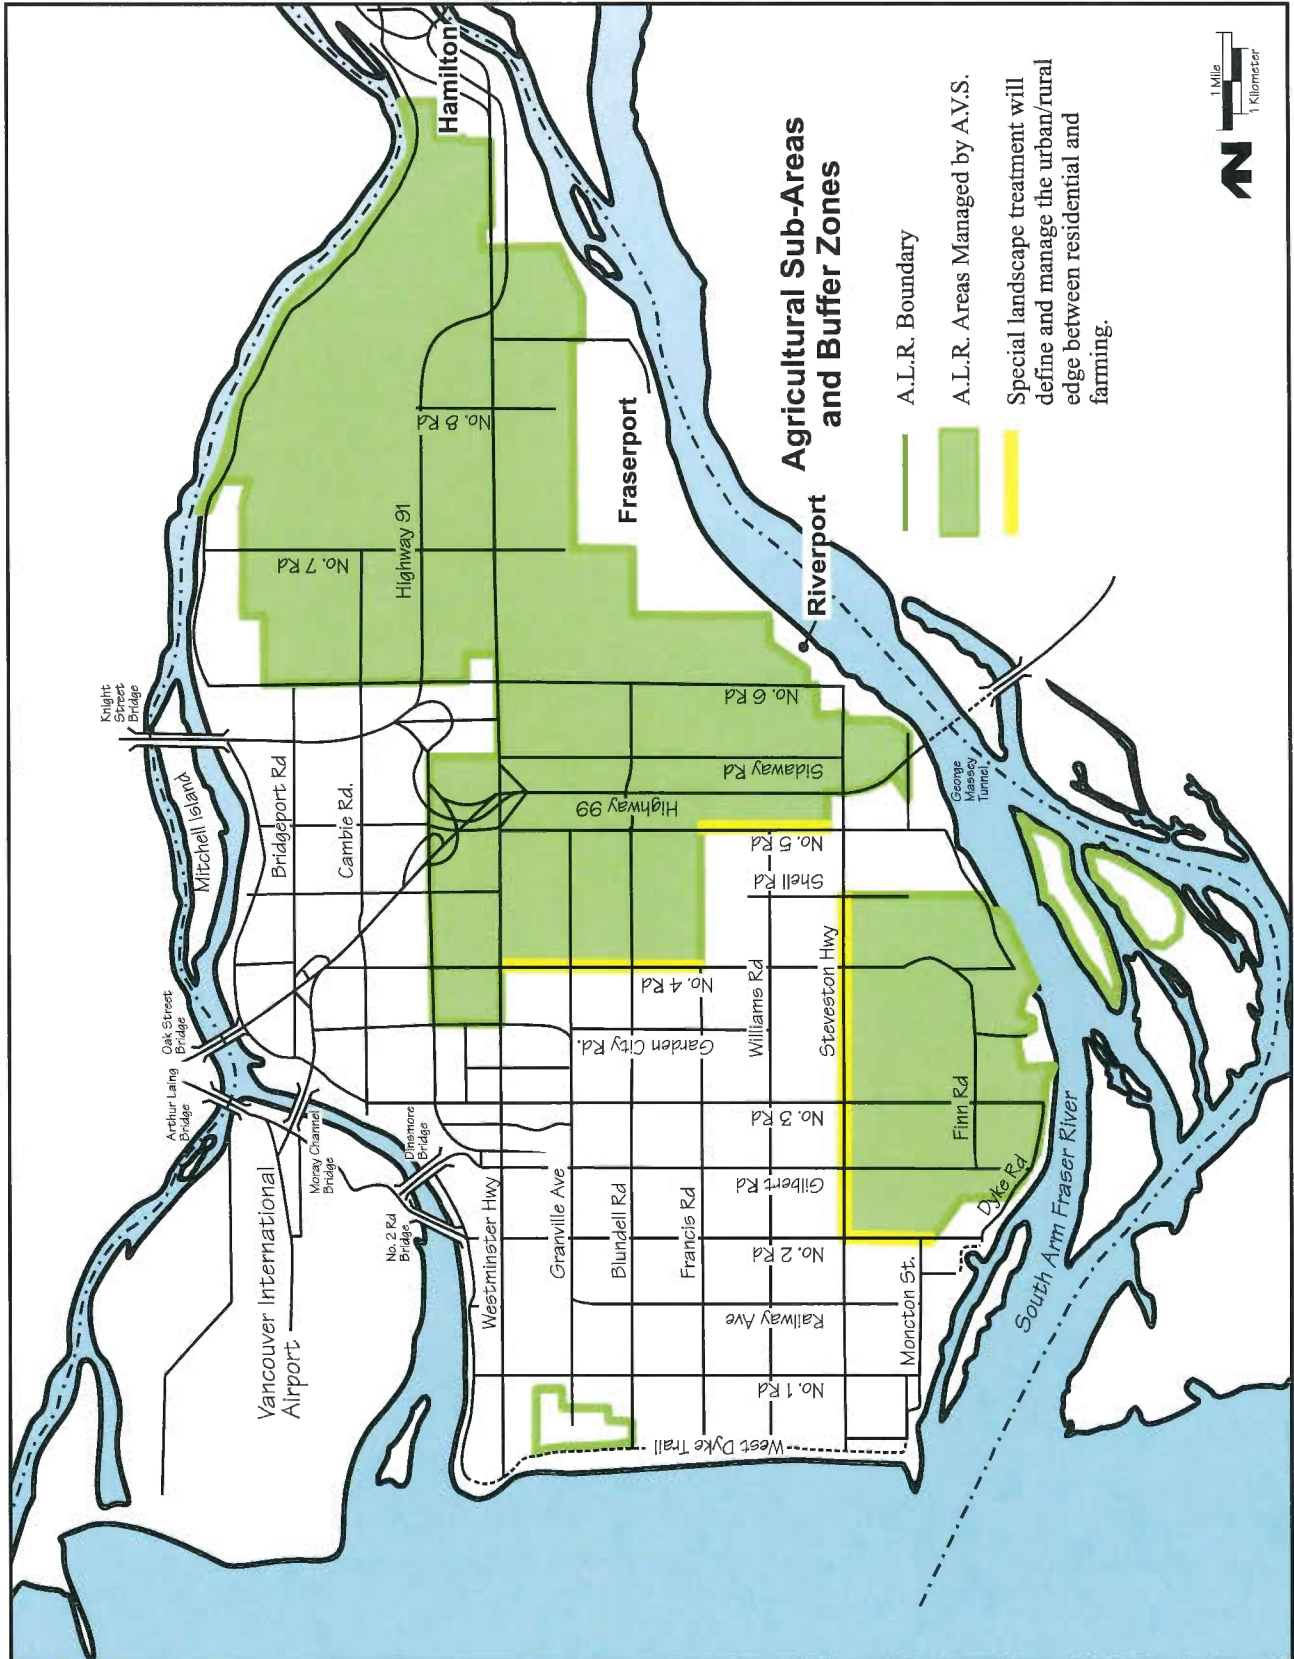 Agricultural Sub-Areas
and Buffer Zones
A.L.R. Boundary
A.L.R. Areas Managed by A.V.S.
Special landscape treatment will
define and manage the urban/rural
edge between residential and
farming.
1 Mile
1 Kilometer
N
Hamilton
Fraserport
Riverport
Vancouver International
Airport
Mitchell Island
Knight
Street
Bridge
Oak Street
Bridge
Arthur Laing
Bridge
Moray Channel
Bridge
Dinsmore
Bridge
No. 2 Rd
Bridge
George
Massey
Tunnel
South Arm Fraser River
Bridgeport Rd
Cambie Rd.
Highway 91
Westminster Hwy
Granville Ave
Blundell Rd
Francis Rd
Williams Rd
Steveston Hwy
Finn Rd
Moncton St.
Dyke Rd
West Dyke Trail
No. 1 Rd
Railway Ave
No. 2 Rd
Gilbert Rd
No. 3 Rd
Garden City Rd.
No. 4 Rd
Shell Rd
No. 5 Rd
Highway 99
Sidaway Rd
No. 6 Rd
No. 7 Rd
No. 8 Rd